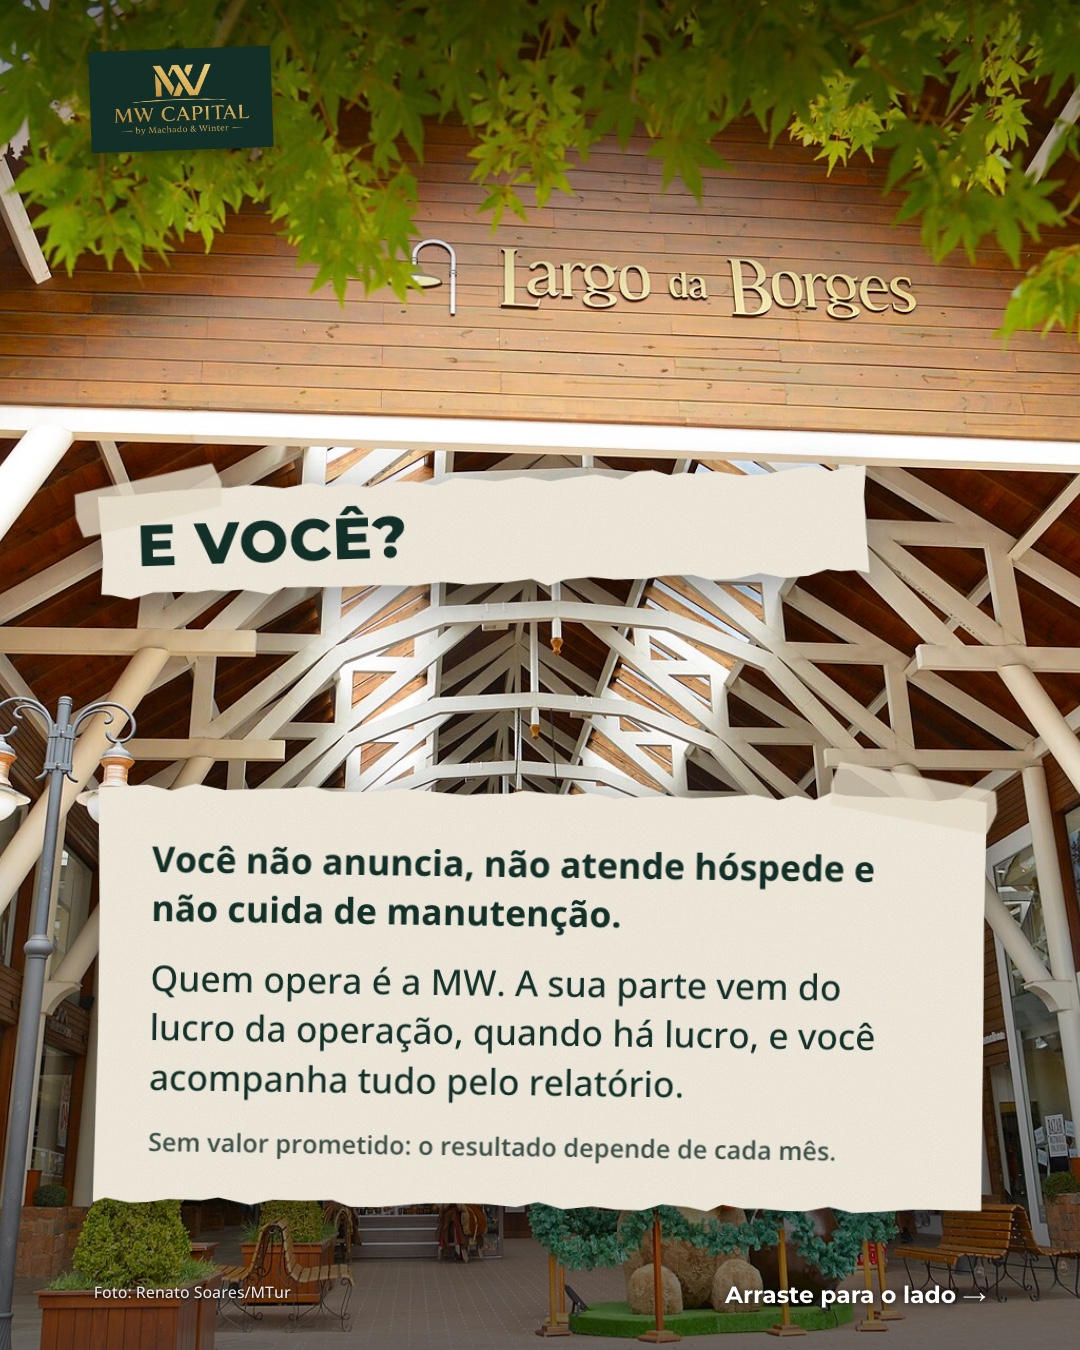 MW CAPITAL
by Machado & Winter
Largo da Borges
E VOCÊ?
Você não anuncia, não atende hóspede e
não cuida de manutenção.
Quem opera é a MW. A sua parte vem do
lucro da operação, quando há lucro, e você
acompanha tudo pelo relatório.
Sem valor prometido: o resultado depende de cada mês.
Foto: Renato Soares/MTur
Arraste para o lado →